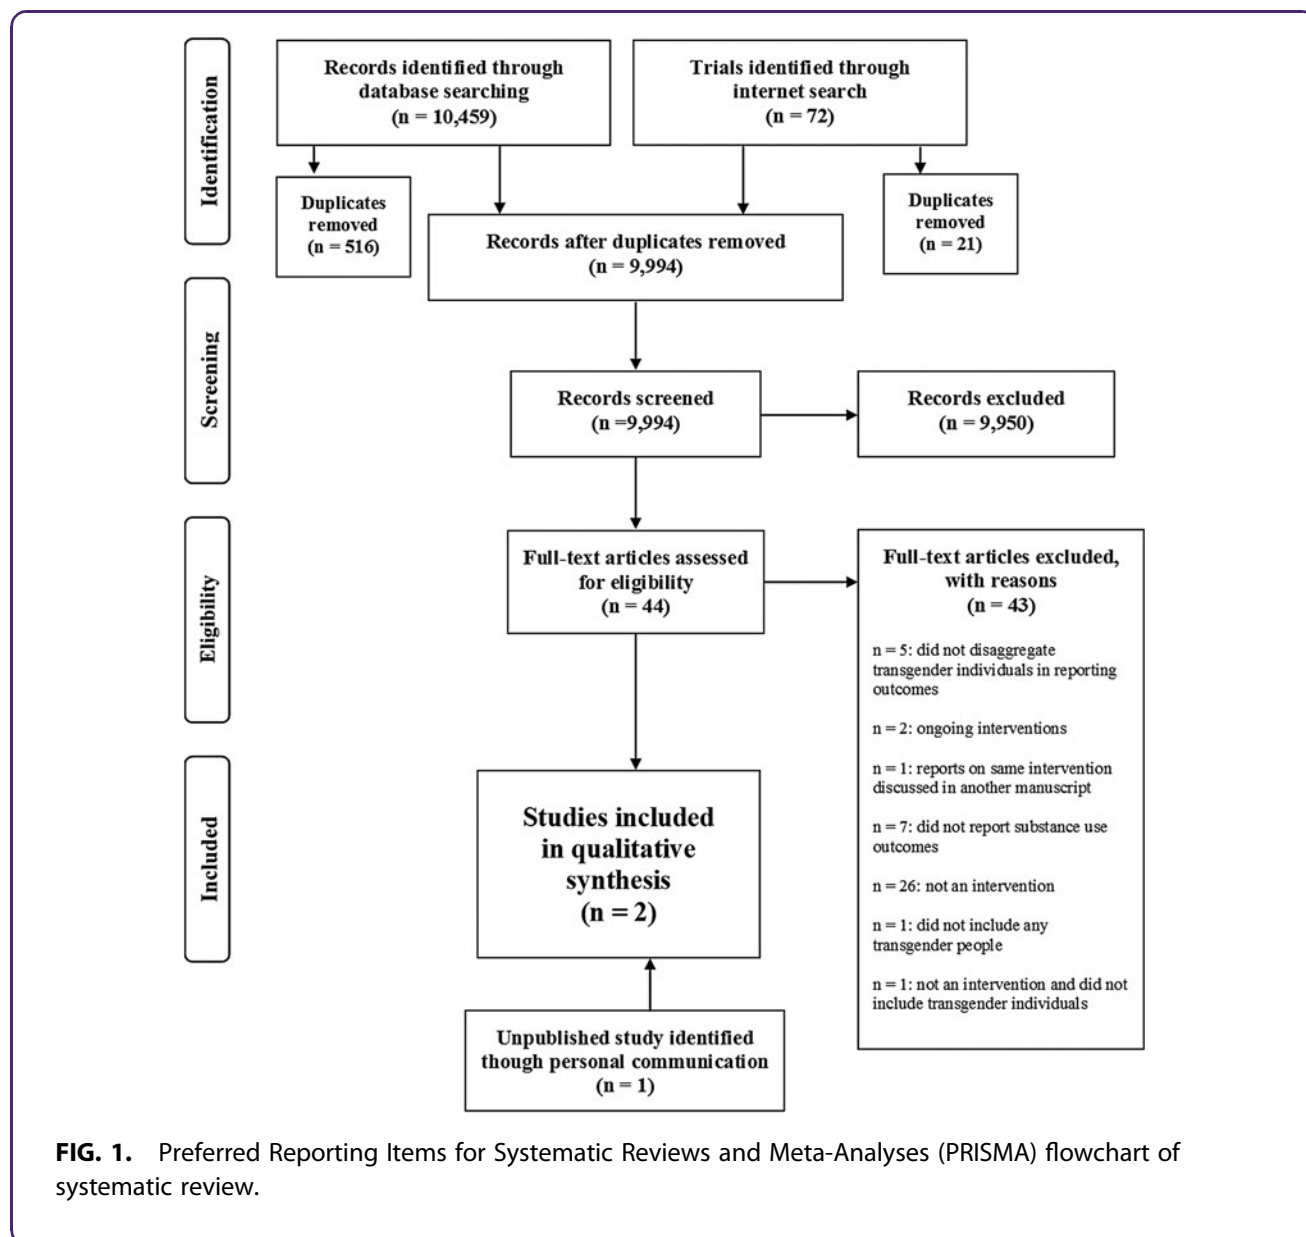 Identification
Records identified through
database searching
(n = 10,459)
Trials identified through
internet search
(n = 72)
Duplicates
removed
(n = 516)
Records after duplicates removed
(n = 9,994)
Duplicates
removed
(n = 21)
Screening
Records screened
(n =9,994)
Records excluded
(n = 9,950)
Eligibility
Full-text articles assessed
for eligibility
(n = 44)
Full-text articles excluded,
with reasons
(n = 43)
n = 5: did not disaggregate
transgender individuals in reporting
outcomes
n = 2: ongoing interventions
n = 1: reports on same intervention
discussed in another manuscript
n = 7: did not report substance use
outcomes
n = 26: not an intervention
n = 1: did not include any
transgender people
n = 1: not an intervention and did not
include transgender individuals
Included
Studies included
in qualitative
synthesis
(n = 2)
Unpublished study identified
though personal communication
(n = 1)
FIG. 1. Preferred Reporting Items for Systematic Reviews and Meta-Analyses (PRISMA) flowchart of
systematic review.